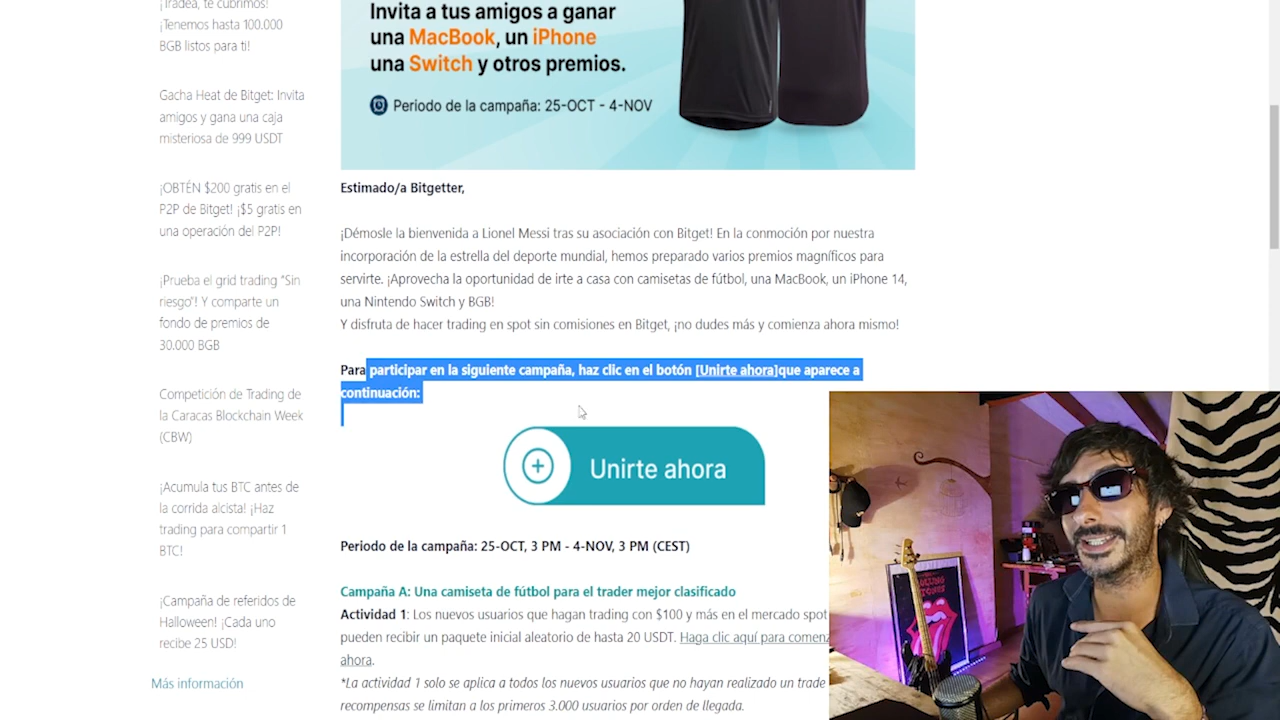 ¡Tradea, te cubrimos!
¡Tenemos hasta 100.000
BGB listos para ti!
Gacha Heat de Bitget: Invita
amigos y gana una caja
misteriosa de 999 USDT
¡OBTÉN $200 gratis en el
P2P de Bitget! ¡$5 gratis en
una operación del P2P!
¡Prueba el grid trading "Sin
riesgo"! Y comparte un
fondo de premios de
30.000 BGB
Competición de Trading de
la Caracas Blockchain Week
(CBW)
¡Acumula tus BTC antes de
la corrida alcista! ¡Haz
trading para compartir 1
BTC!
¡Campaña de referidos de
Halloween! ¡Cada uno
recibe 25 USD!
Más información
Invita a tus amigos a ganar
una MacBook, un iPhone
una Switch y otros premios.
Periodo de la campaña: 25-OCT - 4-NOV
Estimado/a Bitgetter,
¡Démosle la bienvenida a Lionel Messi tras su asociación con Bitget! En la conmoción por nuestra
incorporación de la estrella del deporte mundial, hemos preparado varios premios magníficos para
servirte. ¡Aprovecha la oportunidad de irte a casa con camisetas de fútbol, una MacBook, un iPhone 14,
una Nintendo Switch y BGB!
Y disfruta de hacer trading en spot sin comisiones en Bitget, ¡no dudes más y comienza ahora mismo!
Para participar en la siguiente campaña, haz clic en el botón [Unirte ahora]que aparece a
continuación:
Unirte ahora
Periodo de la campaña: 25-OCT, 3 PM - 4-NOV, 3 PM (CEST)
Campaña A: Una camiseta de fútbol para el trader mejor clasificado
Actividad 1: Los nuevos usuarios que hagan trading con $100 y más en el mercado spot
pueden recibir un paquete inicial aleatorio de hasta 20 USDT. Haga clic aquí para
ahora.
*La actividad 1 solo se aplica a todos los nuevos usuarios que no hayan realizado un trade
recompensas se limitan a los primeros 3.000 usuarios por orden de llegada.